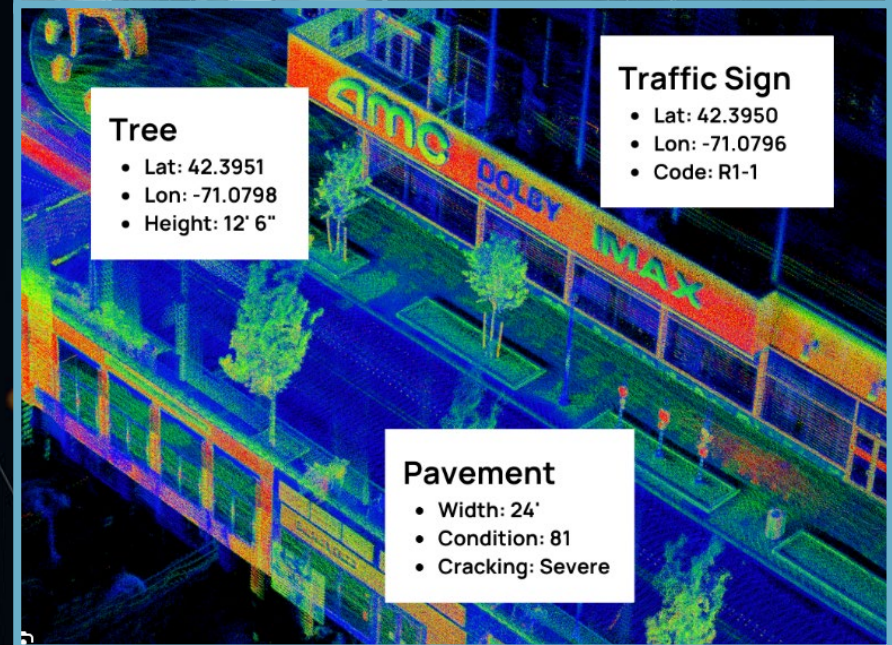 Tree
• Lat: 42.3951
• Lon: -71.0798
• Height: 12' 6"
Traffic Sign
• Lat: 42.3950
• Lon: -71.0796
• Code: R1-1
amc
DOLBY
IMAX
Pavement
• Width: 24'
• Condition: 81
• Cracking: Severe